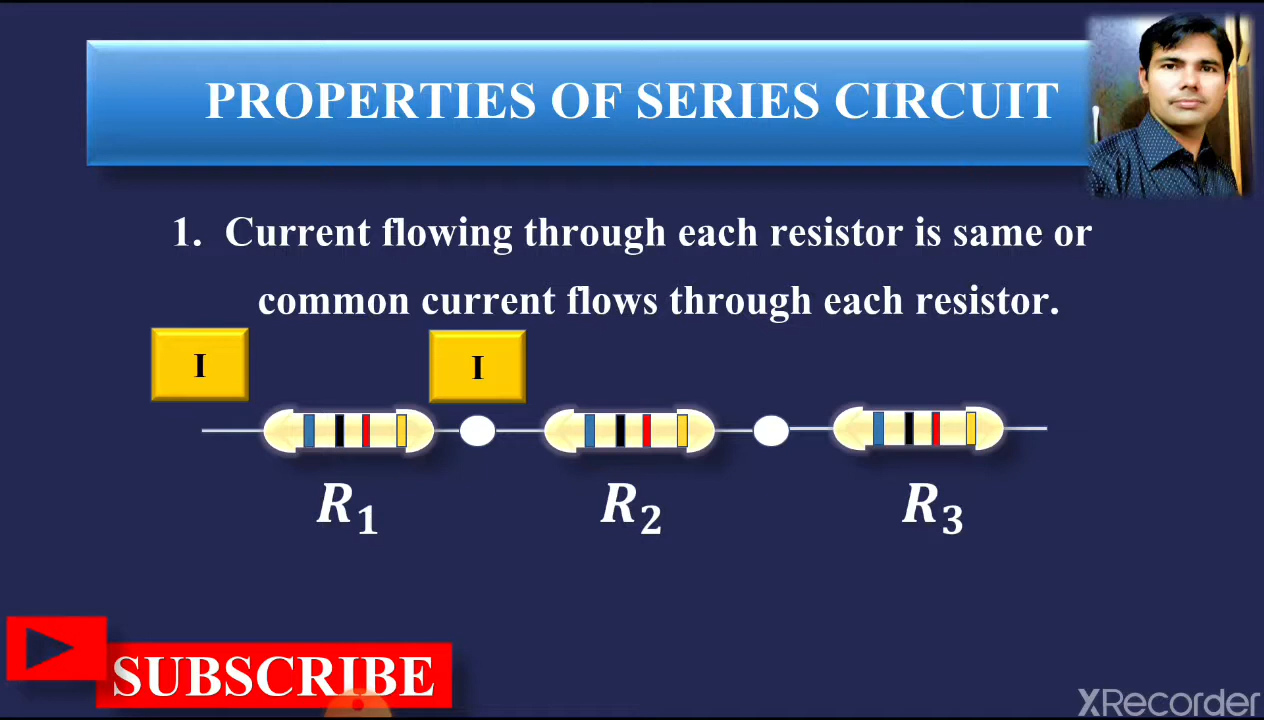 PROPERTIES OF SERIES CIRCUIT
1. Current flowing through each resistor is same or
common current flows through each resistor.
I I
R₁ R₂ R₃
SUBSCRIBE
XRecorder